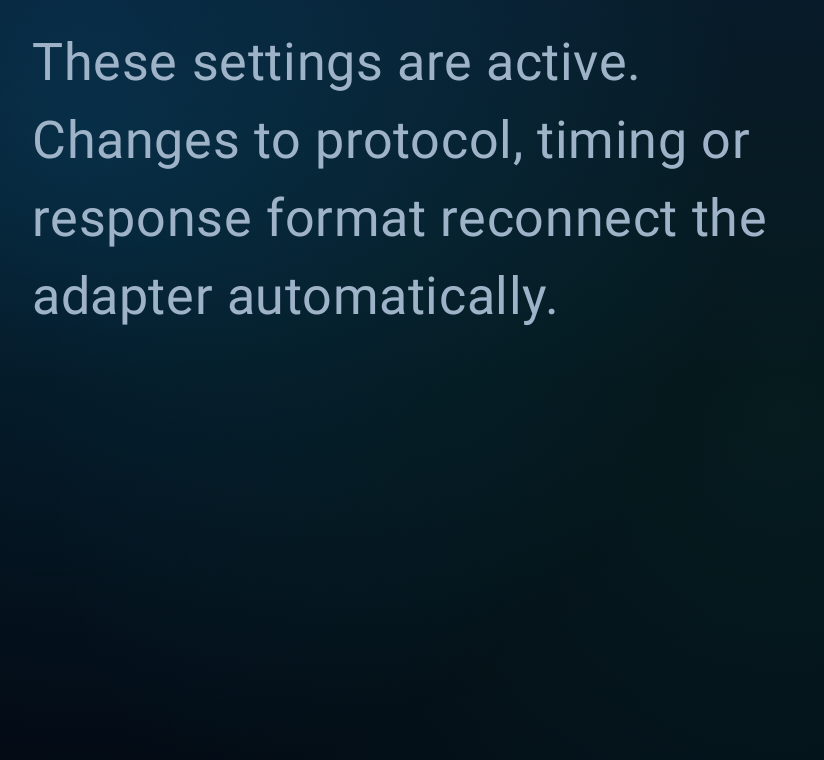 These settings are active.
Changes to protocol, timing or
response format reconnect the
adapter automatically.